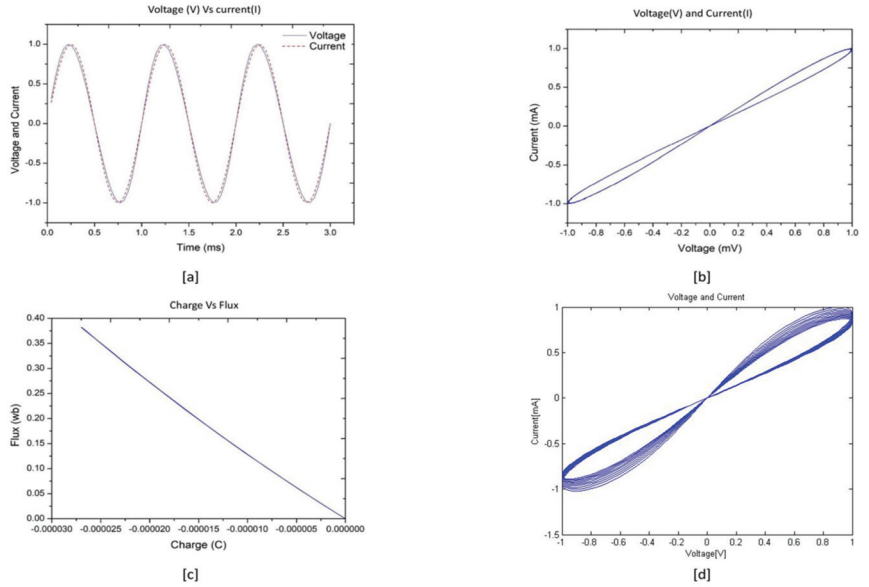 Voltage (V) Vs current(I)
Voltage
Current
1.0
0.5
0.0
-0.5
-1.0
Voltage and Current
0.0 0.5 1.0 1.5 2.0 2.5 3.0
Time (ms)
[a]
Voltage(V) and Current(I)
1.0
0.5
0.0
-0.5
-1.0
Current (mA)
-1.0 -0.8 -0.6 -0.4 -0.2 0.0 0.2 0.4 0.6 0.8 1.0
Voltage (mV)
[b]
Charge Vs Flux
0.40
0.35
0.30
0.25
0.20
0.15
0.10
0.05
0.00
Flux (wb)
-0.000030 -0.000025 -0.000020 -0.000015 -0.000010 -0.000005 0.000000
Charge (C)
[c]
Voltage and Current
1
0.5
0
-0.5
-1
-1.5
Current[mA]
-1 -0.8 -0.6 -0.4 -0.2 0 0.2 0.4 0.6 0.8 1
Voltage[V]
[d]